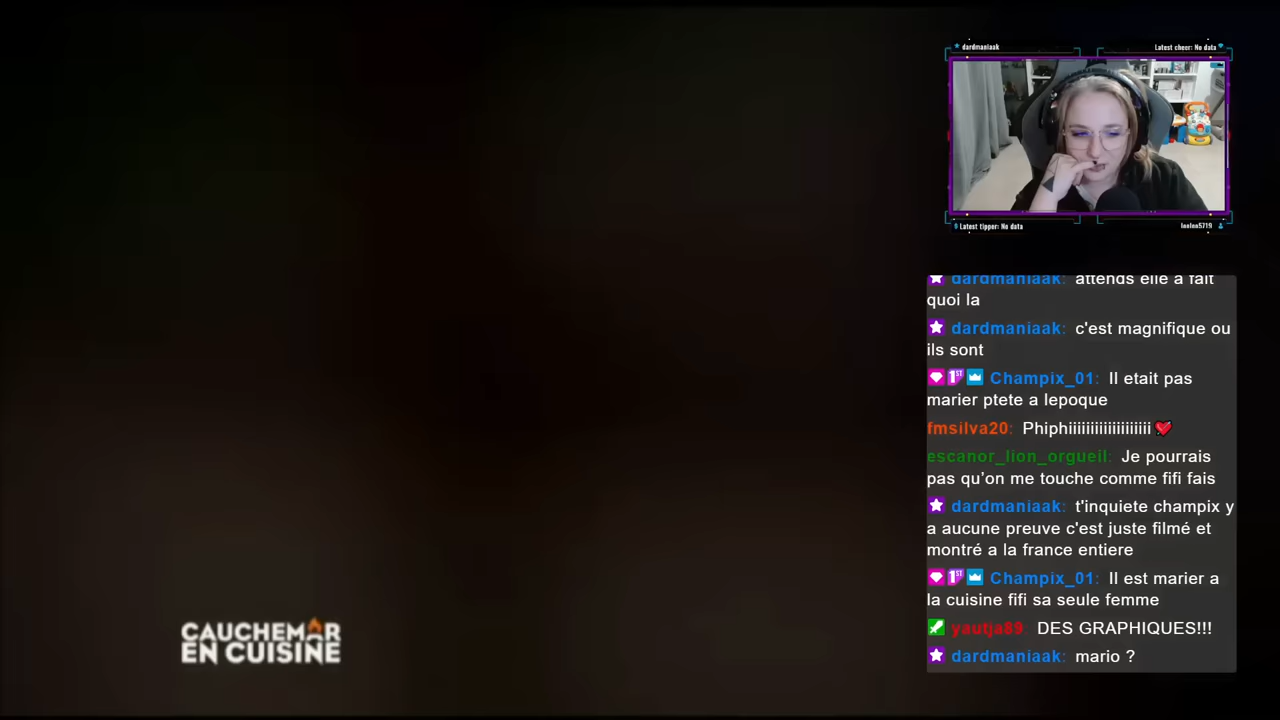 dardmaniaak
Latest cheer: No data
Latest tipper: No data
dardmaniaak: attends elle a fait
quoi la
dardmaniaak: c'est magnifique ou
ils sont
1ST Champix_01: Il etait pas
marier ptete a lepoque
fmsilva20: Phiphiiiiiiiiiiiiiiiiii
escanor_lion_orgueil: Je pourrais
pas qu’on me touche comme fifi fais
dardmaniaak: t'inquiete champix y
a aucune preuve c'est juste filmé et
montré a la france entiere
1ST Champix_01: Il est marier a
la cuisine fifi sa seule femme
yautja89: DES GRAPHIQUES!!!
dardmaniaak: mario ?
CAUCHEMAR
EN CUISINE